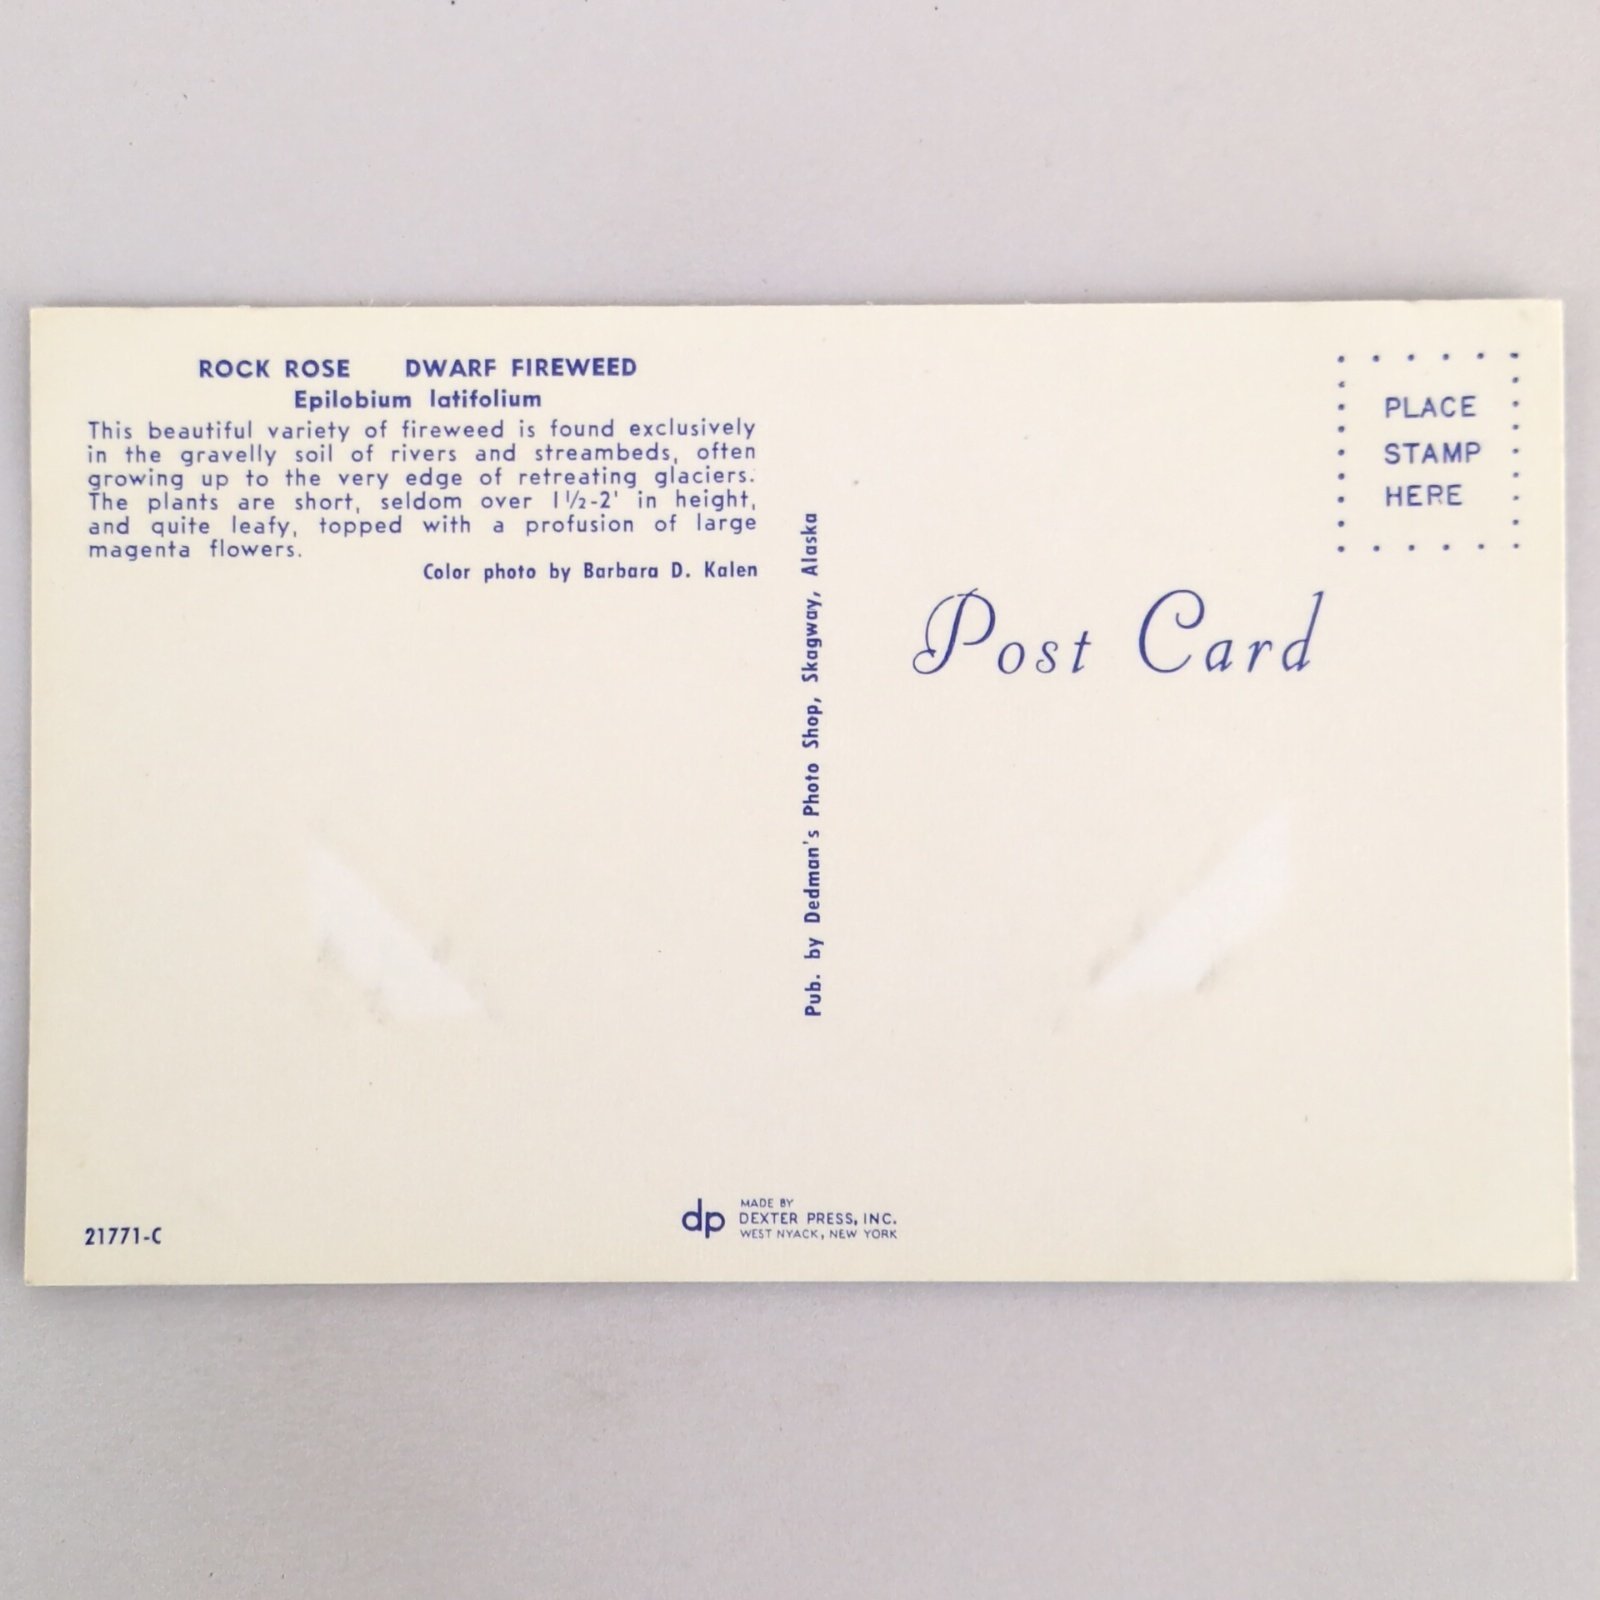 ROCK ROSE DWARF FIREWEED
Epilobium latifolium
This beautiful variety of fireweed is found exclusively
in the gravelly soil of rivers and streambeds, often
growing up to the very edge of retreating glaciers.
The plants are short, seldom over 1½-2' in height,
and quite leafy, topped with a profusion of large
magenta flowers.
Color photo by Barbara D. Kalen
Pub. by Dedman's Photo Shop, Skagway, Alaska
PLACE
STAMP
HERE
Post Card
21771-C
dp
MADE BY
DEXTER PRESS, INC.
WEST NYACK, NEW YORK